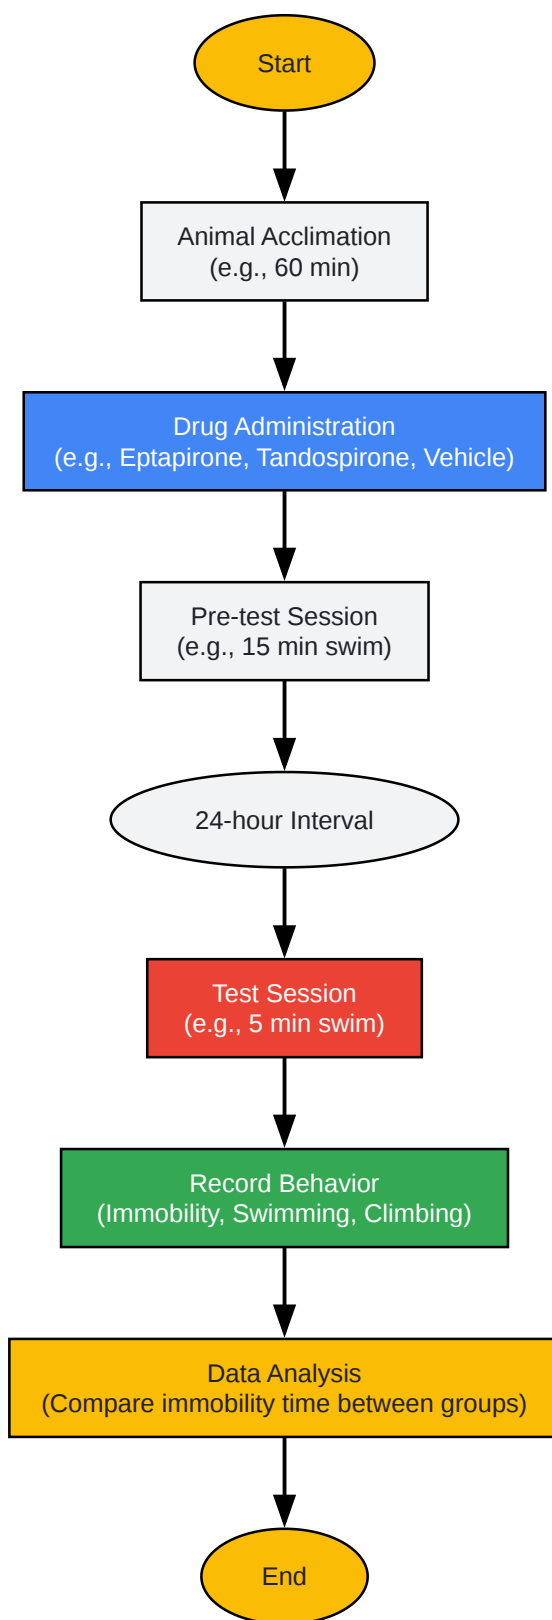 Start
Animal Acclimation
(e.g., 60 min)
Drug Administration
(e.g., Eptapirone, Tandospirone, Vehicle)
Pre-test Session
(e.g., 15 min swim)
24-hour Interval
Test Session
(e.g., 5 min swim)
Record Behavior
(Immobility, Swimming, Climbing)
Data Analysis
(Compare immobility time between groups)
End